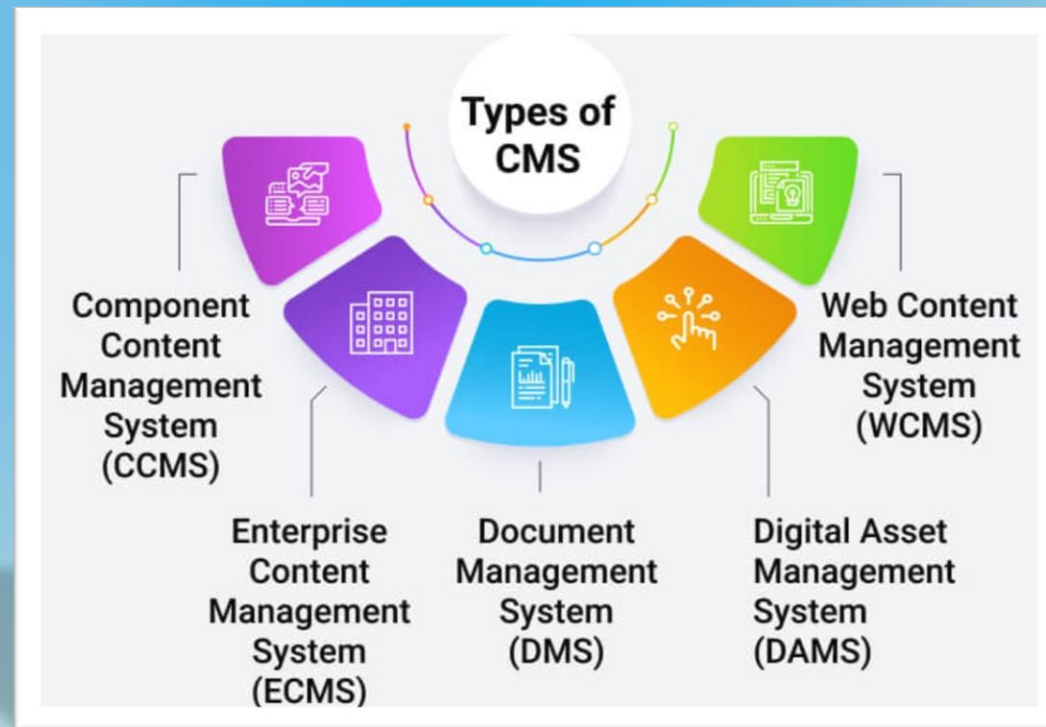 Types of
CMS
Component
Content
Management
System
(CCMS)
Enterprise
Content
Management
System
(ECMS)
Document
Management
System
(DMS)
Digital Asset
Management
System
(DAMS)
Web Content
Management
System
(WCMS)